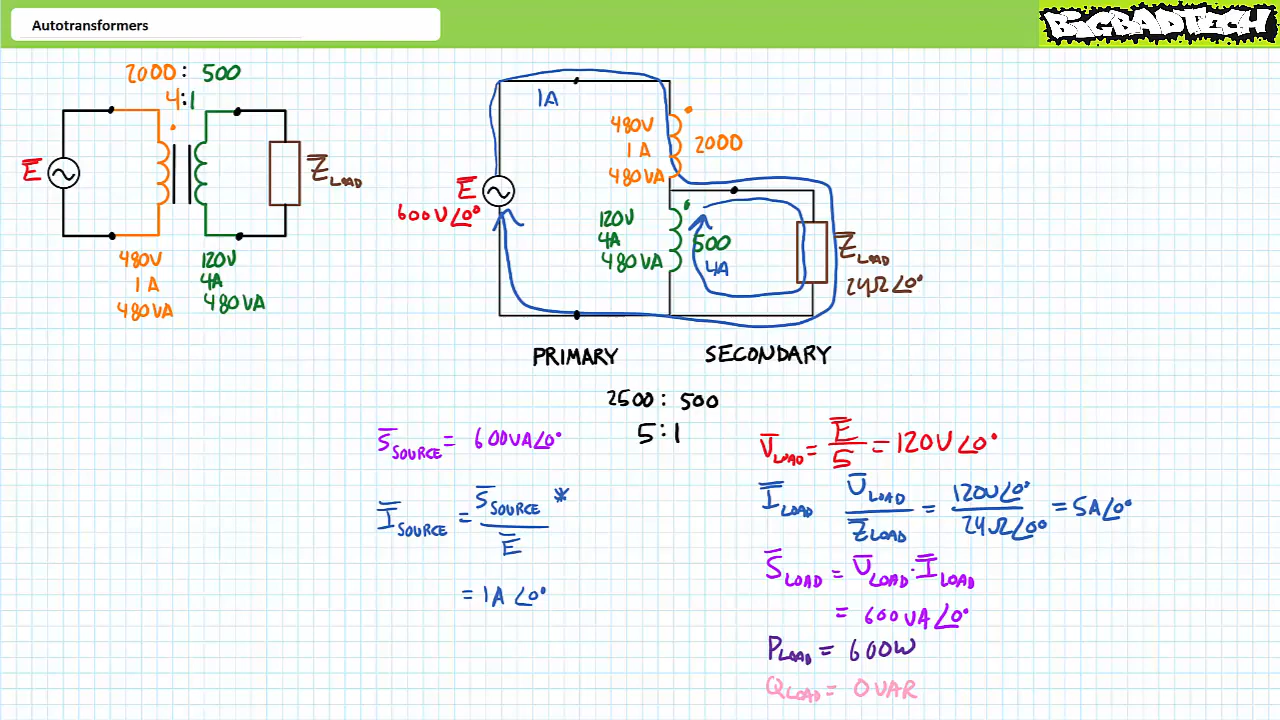 Autotransformers
BIGBADTECH
2000 : 500
4:1
E
Z LOAD
480V
1A
480VA
120V
4A
480VA
1A
480V
1A
480VA
2000
E
600V∠0°
120V
4A
480VA
500
4A
Z LOAD
24Ω∠0°
PRIMARY
SECONDARY
2500 : 500
5:1
S SOURCE = 600VA∠0°
I SOURCE = S SOURCE * / E
= 1A∠0°
V LOAD = E / 5 = 120V∠0°
I LOAD V LOAD / Z LOAD = 120V∠0° / 24Ω∠0° = 5A∠0°
S LOAD = V LOAD · I LOAD
= 600VA∠0°
P LOAD = 600W
Q LOAD = 0VAR